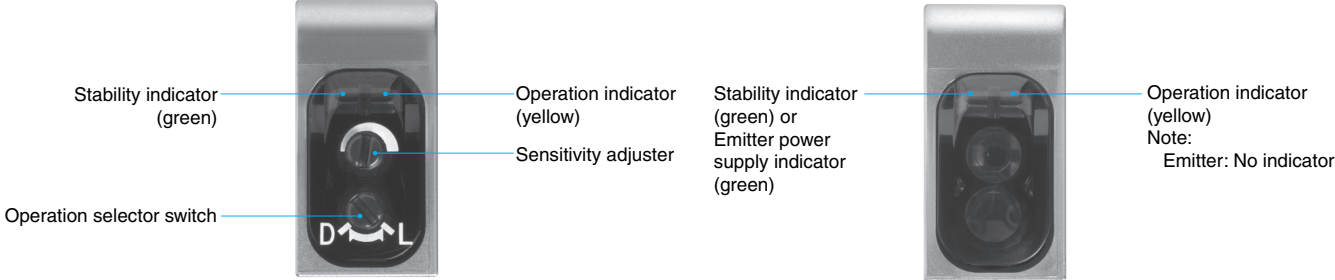 Stability indicator
(green)
Operation indicator
(yellow)
Sensitivity adjuster
Operation selector switch
D L
Stability indicator
(green) or
Emitter power
supply indicator
(green)
Operation indicator
(yellow)
Note:
Emitter: No indicator